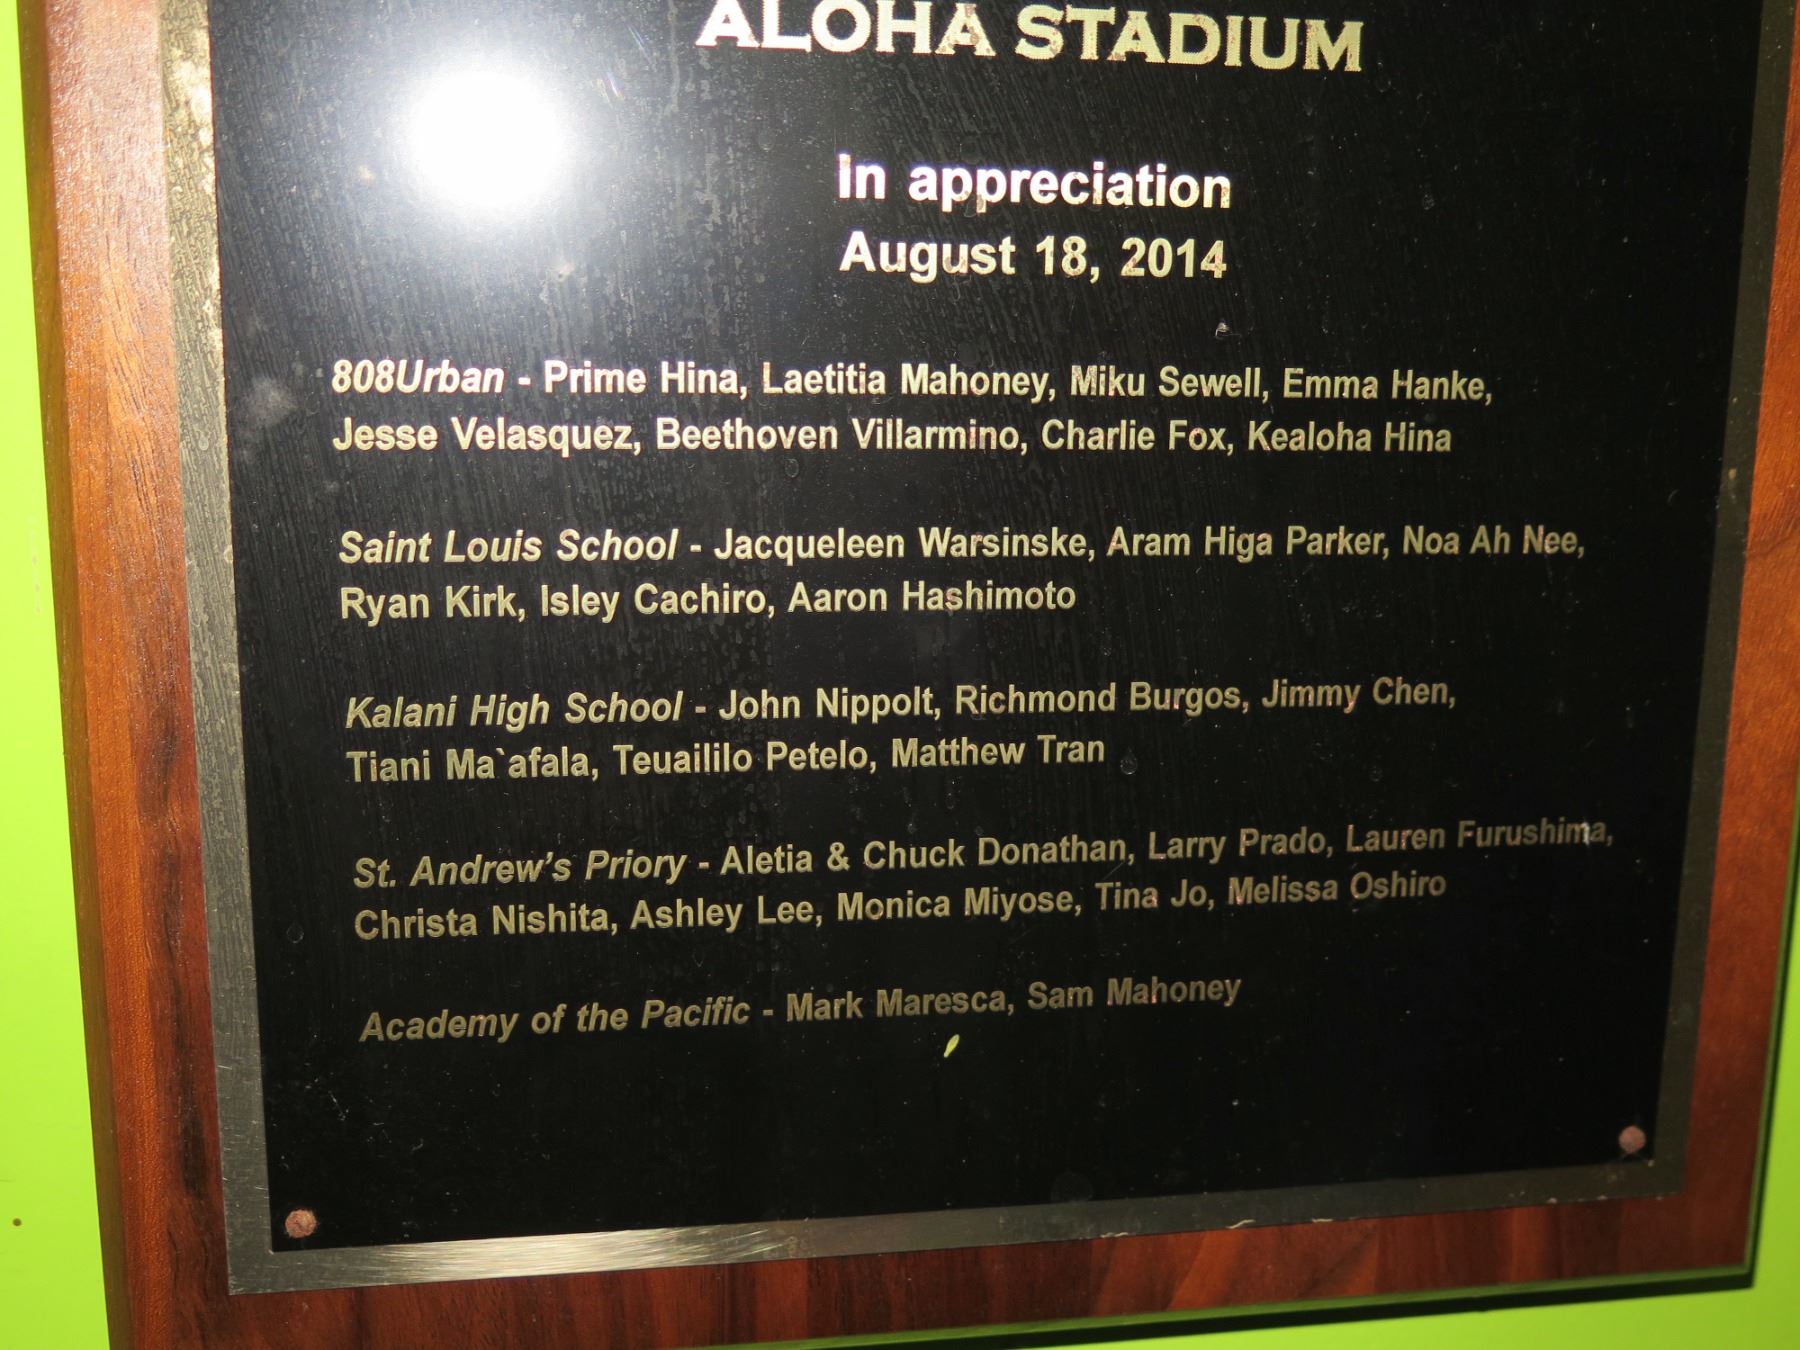 ALOHA STADIUM
In appreciation
August 18, 2014
808Urban - Prime Hina, Laetitia Mahoney, Miku Sewell, Emma Hanke,
Jesse Velasquez, Beethoven Villarmino, Charlie Fox, Kealoha Hina
Saint Louis School - Jacqueleen Warsinske, Aram Higa Parker, Noa Ah Nee,
Ryan Kirk, Isley Cachiro, Aaron Hashimoto
Kalani High School - John Nippolt, Richmond Burgos, Jimmy Chen,
Tiani Ma`afala, Teuaililo Petelo, Matthew Tran
St. Andrew’s Priory - Aletia & Chuck Donathan, Larry Prado, Lauren Furushima,
Christa Nishita, Ashley Lee, Monica Miyose, Tina Jo, Melissa Oshiro
Academy of the Pacific - Mark Maresca, Sam Mahoney